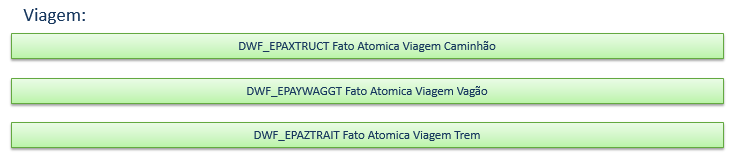 Viagem:
DWF_EPAXTRUCT Fato Atomica Viagem Caminhão
DWF_EPAYWAGGT Fato Atomica Viagem Vagão
DWF_EPAZTRAIT Fato Atomica Viagem Trem